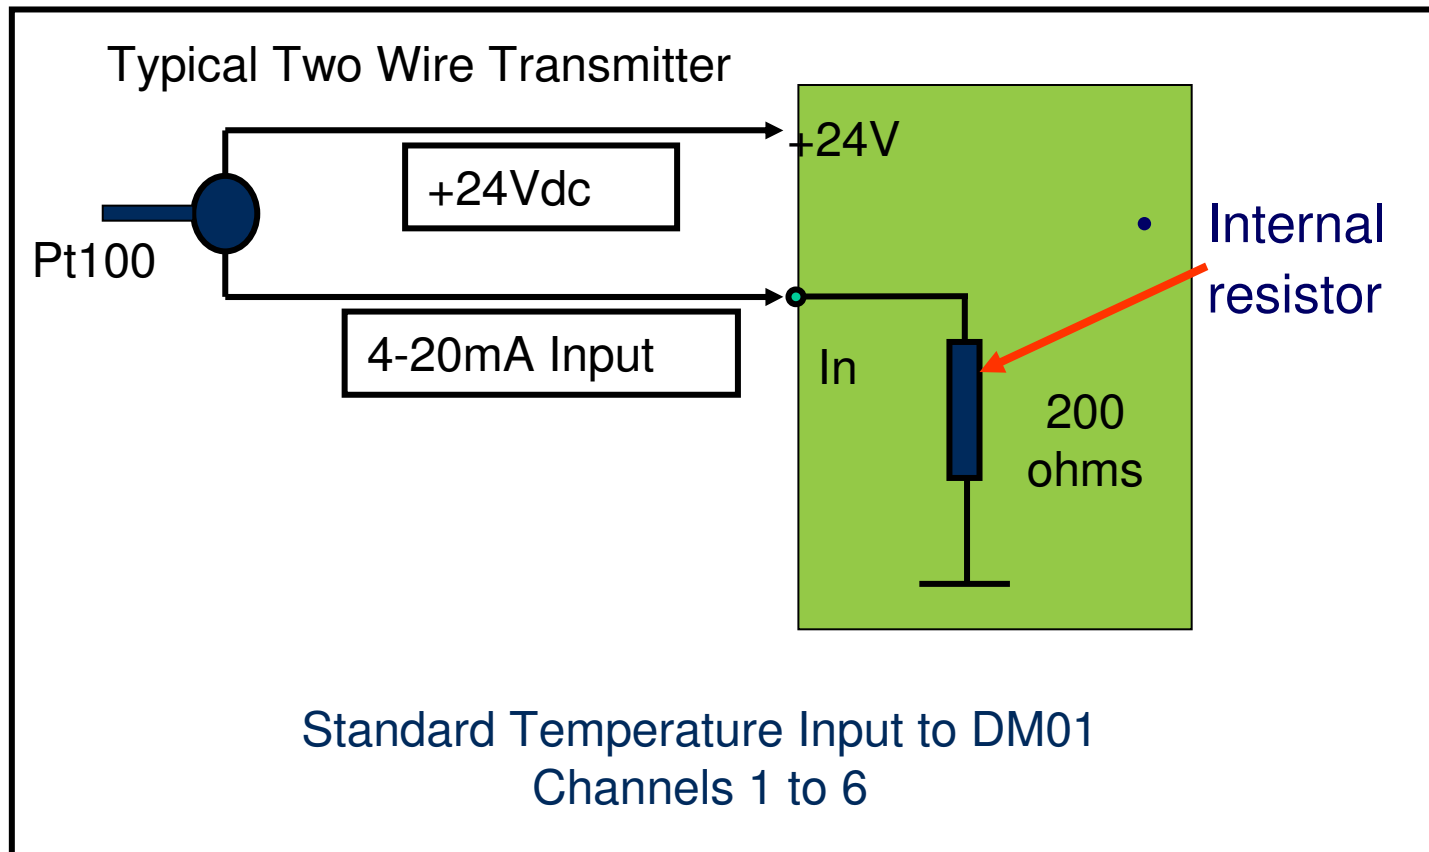 Typical Two Wire Transmitter
+24V
+24Vdc
• Internal
resistor
Pt100
4-20mA Input
In
200
ohms
Standard Temperature Input to DM01
Channels 1 to 6